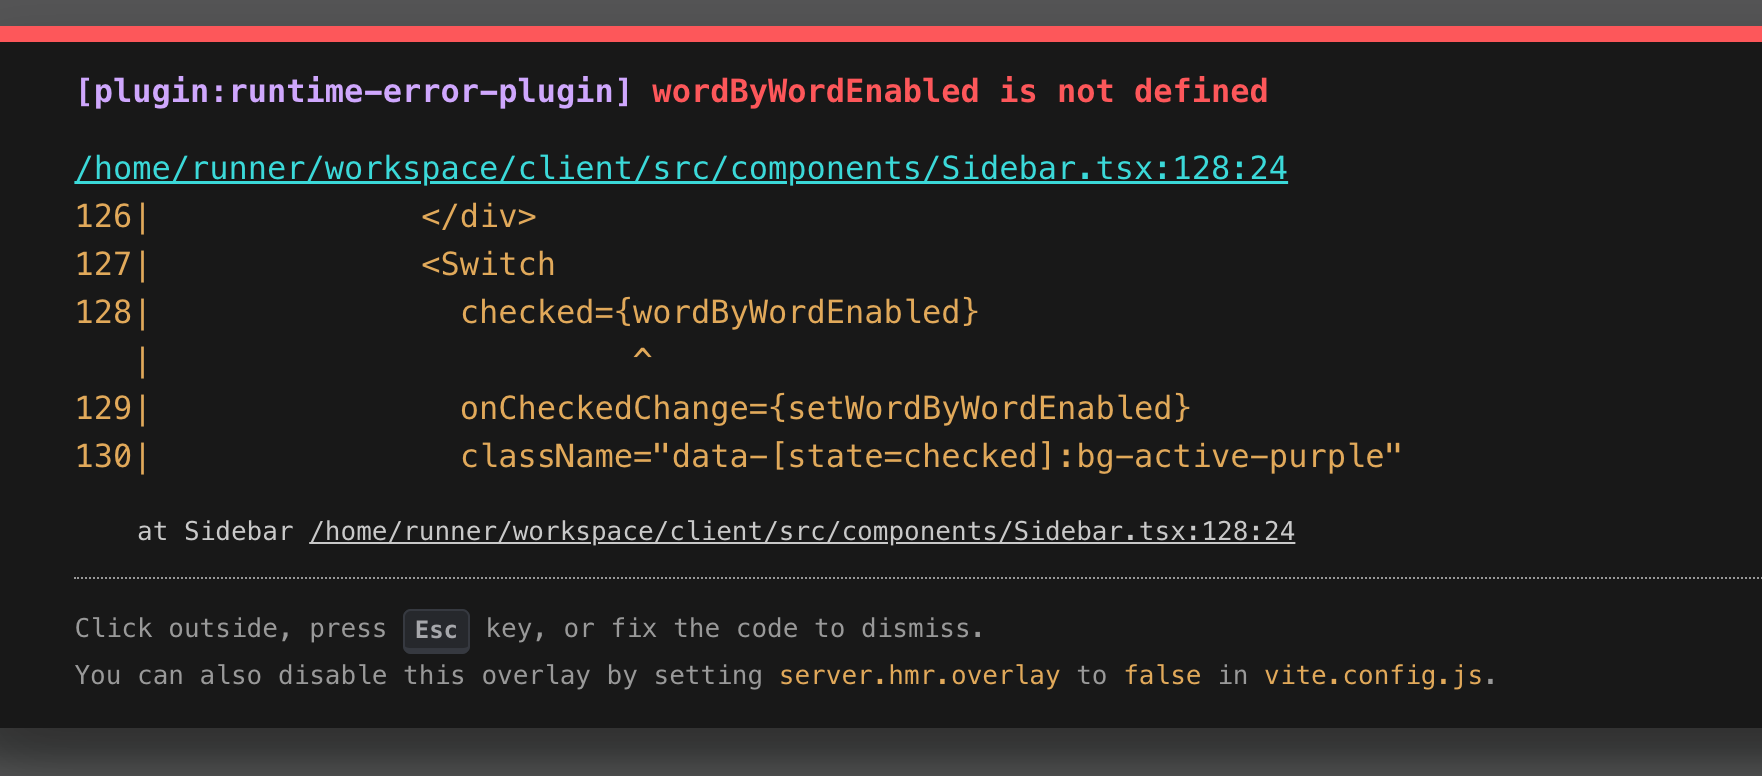 [plugin:runtime-error-plugin] wordByWordEnabled is not defined
/home/runner/workspace/client/src/components/Sidebar.tsx:128:24
126|              </div>
127|              <Switch
128|                checked={wordByWordEnabled}
   |                         ^
129|                onCheckedChange={setWordByWordEnabled}
130|                className="data-[state=checked]:bg-active-purple"
at Sidebar /home/runner/workspace/client/src/components/Sidebar.tsx:128:24
Click outside, press Esc key, or fix the code to dismiss.
You can also disable this overlay by setting server.hmr.overlay to false in vite.config.js.